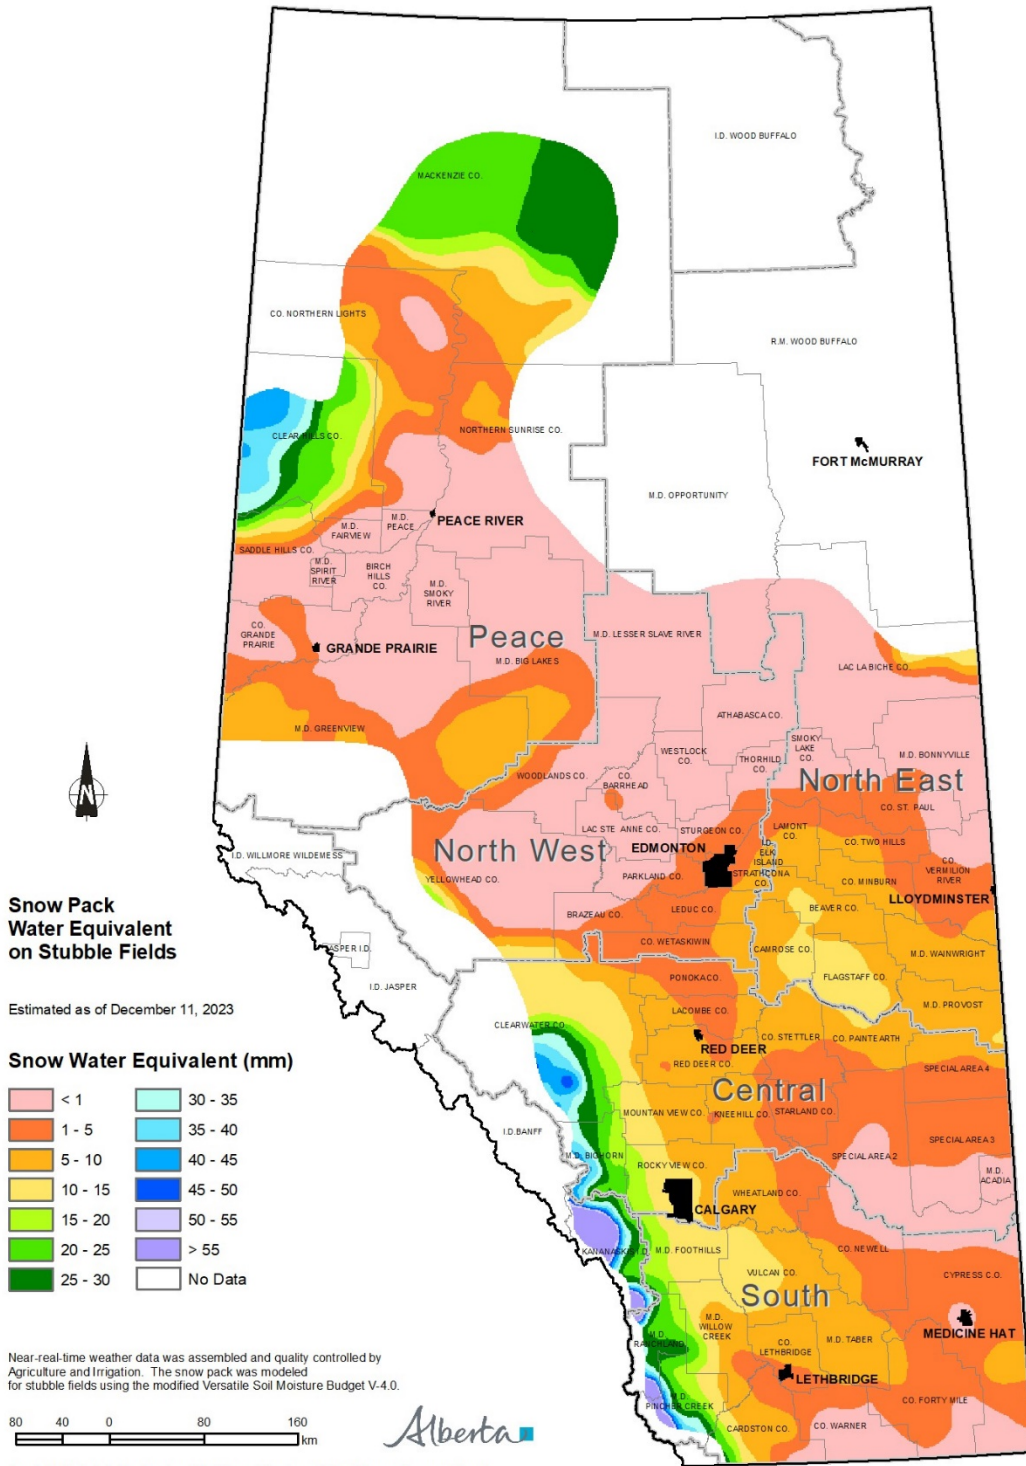 I.D. WOOD BUFFALO
MACKENZIE CO.
CO. NORTHERN LIGHTS
R.M. WOOD BUFFALO
CLEAR HILLS CO.
NORTHERN SUNRISE CO.
FORT McMURRAY
M.D. OPPORTUNITY
M.D.
PEACE
PEACE RIVER
M.D.
FAIRVIEW
SADDLE HILLS CO.
M.D.
SPIRIT
RIVER
BIRCH
HILLS
CO.
M.D.
SMOKY
RIVER
CO.
GRANDE
PRAIRIE
GRANDE PRAIRIE
Peace
M.D. LESSER SLAVE RIVER
M.D. BIG LAKES
LAC LA BICHE CO.
M.D. GREENVIEW
ATHABASCA CO.
WESTLOCK
CO.
SMOKY
LAKE
CO.
M.D. BONNYVILLE
WOODLANDS CO.
CO.
BARRHEAD
THORHILD
CO.
North East
CO. ST. PAUL
LAC STE ANNE CO.
STURGEON CO.
LAMONT
CO.
CO. TWO HILLS
North West
EDMONTON
I.D.
ELK
ISLAND
STRATHCONA
CO.
I.D. WILLMORE WILDERNESS
YELLOWHEAD CO.
PARKLAND CO.
CO. MINBURN
CO.
VERMILION
RIVER
LLOYDMINSTER
BRAZEAU CO.
LEDUC CO.
BEAVER CO.
CO. WETASKIWIN
CAMROSE CO.
M.D. WAINWRIGHT
JASPER I.D.
I.D. JASPER
PONOKA CO.
FLAGSTAFF CO.
M.D. PROVOST
CLEARWATER CO.
LACOMBE CO.
RED DEER
CO. STETTLER
CO. PAINTEARTH
RED DEER CO.
SPECIAL AREA 4
Central
I.D. BANFF
MOUNTAN VIEW CO.
KNEEHILL CO.
STARLAND CO.
M.D. BIGHORN
SPECIAL AREA 3
SPECIAL AREA 2
M.D.
ACADIA
ROCKY VIEW CO.
WHEATLAND CO.
CALGARY
KANANASKIS I.D.
M.D. FOOTHILLS
CO. NEWELL
VULCAN CO.
CYPRESS C.O.
South
M.D.
WILLOW
CREEK
M.D.
RANCHLAND
MEDICINE HAT
CO.
LETHBRIDGE
M.D. TABER
LETHBRIDGE
M.D.
PINCHER CREEK
CO. FORTY MILE
CARDSTON CO.
CO. WARNER
N
Snow Pack
Water Equivalent
on Stubble Fields
Estimated as of December 11, 2023
Snow Water Equivalent (mm)
< 1
1 - 5
5 - 10
10 - 15
15 - 20
20 - 25
25 - 30
30 - 35
35 - 40
40 - 45
45 - 50
50 - 55
> 55
No Data
Near-real-time weather data was assembled and quality controlled by
Agriculture and Irrigation. The snow pack was modeled
for stubble fields using the modified Versatile Soil Moisture Budget V-4.0.
80 40 0 80 160
km
Alberta